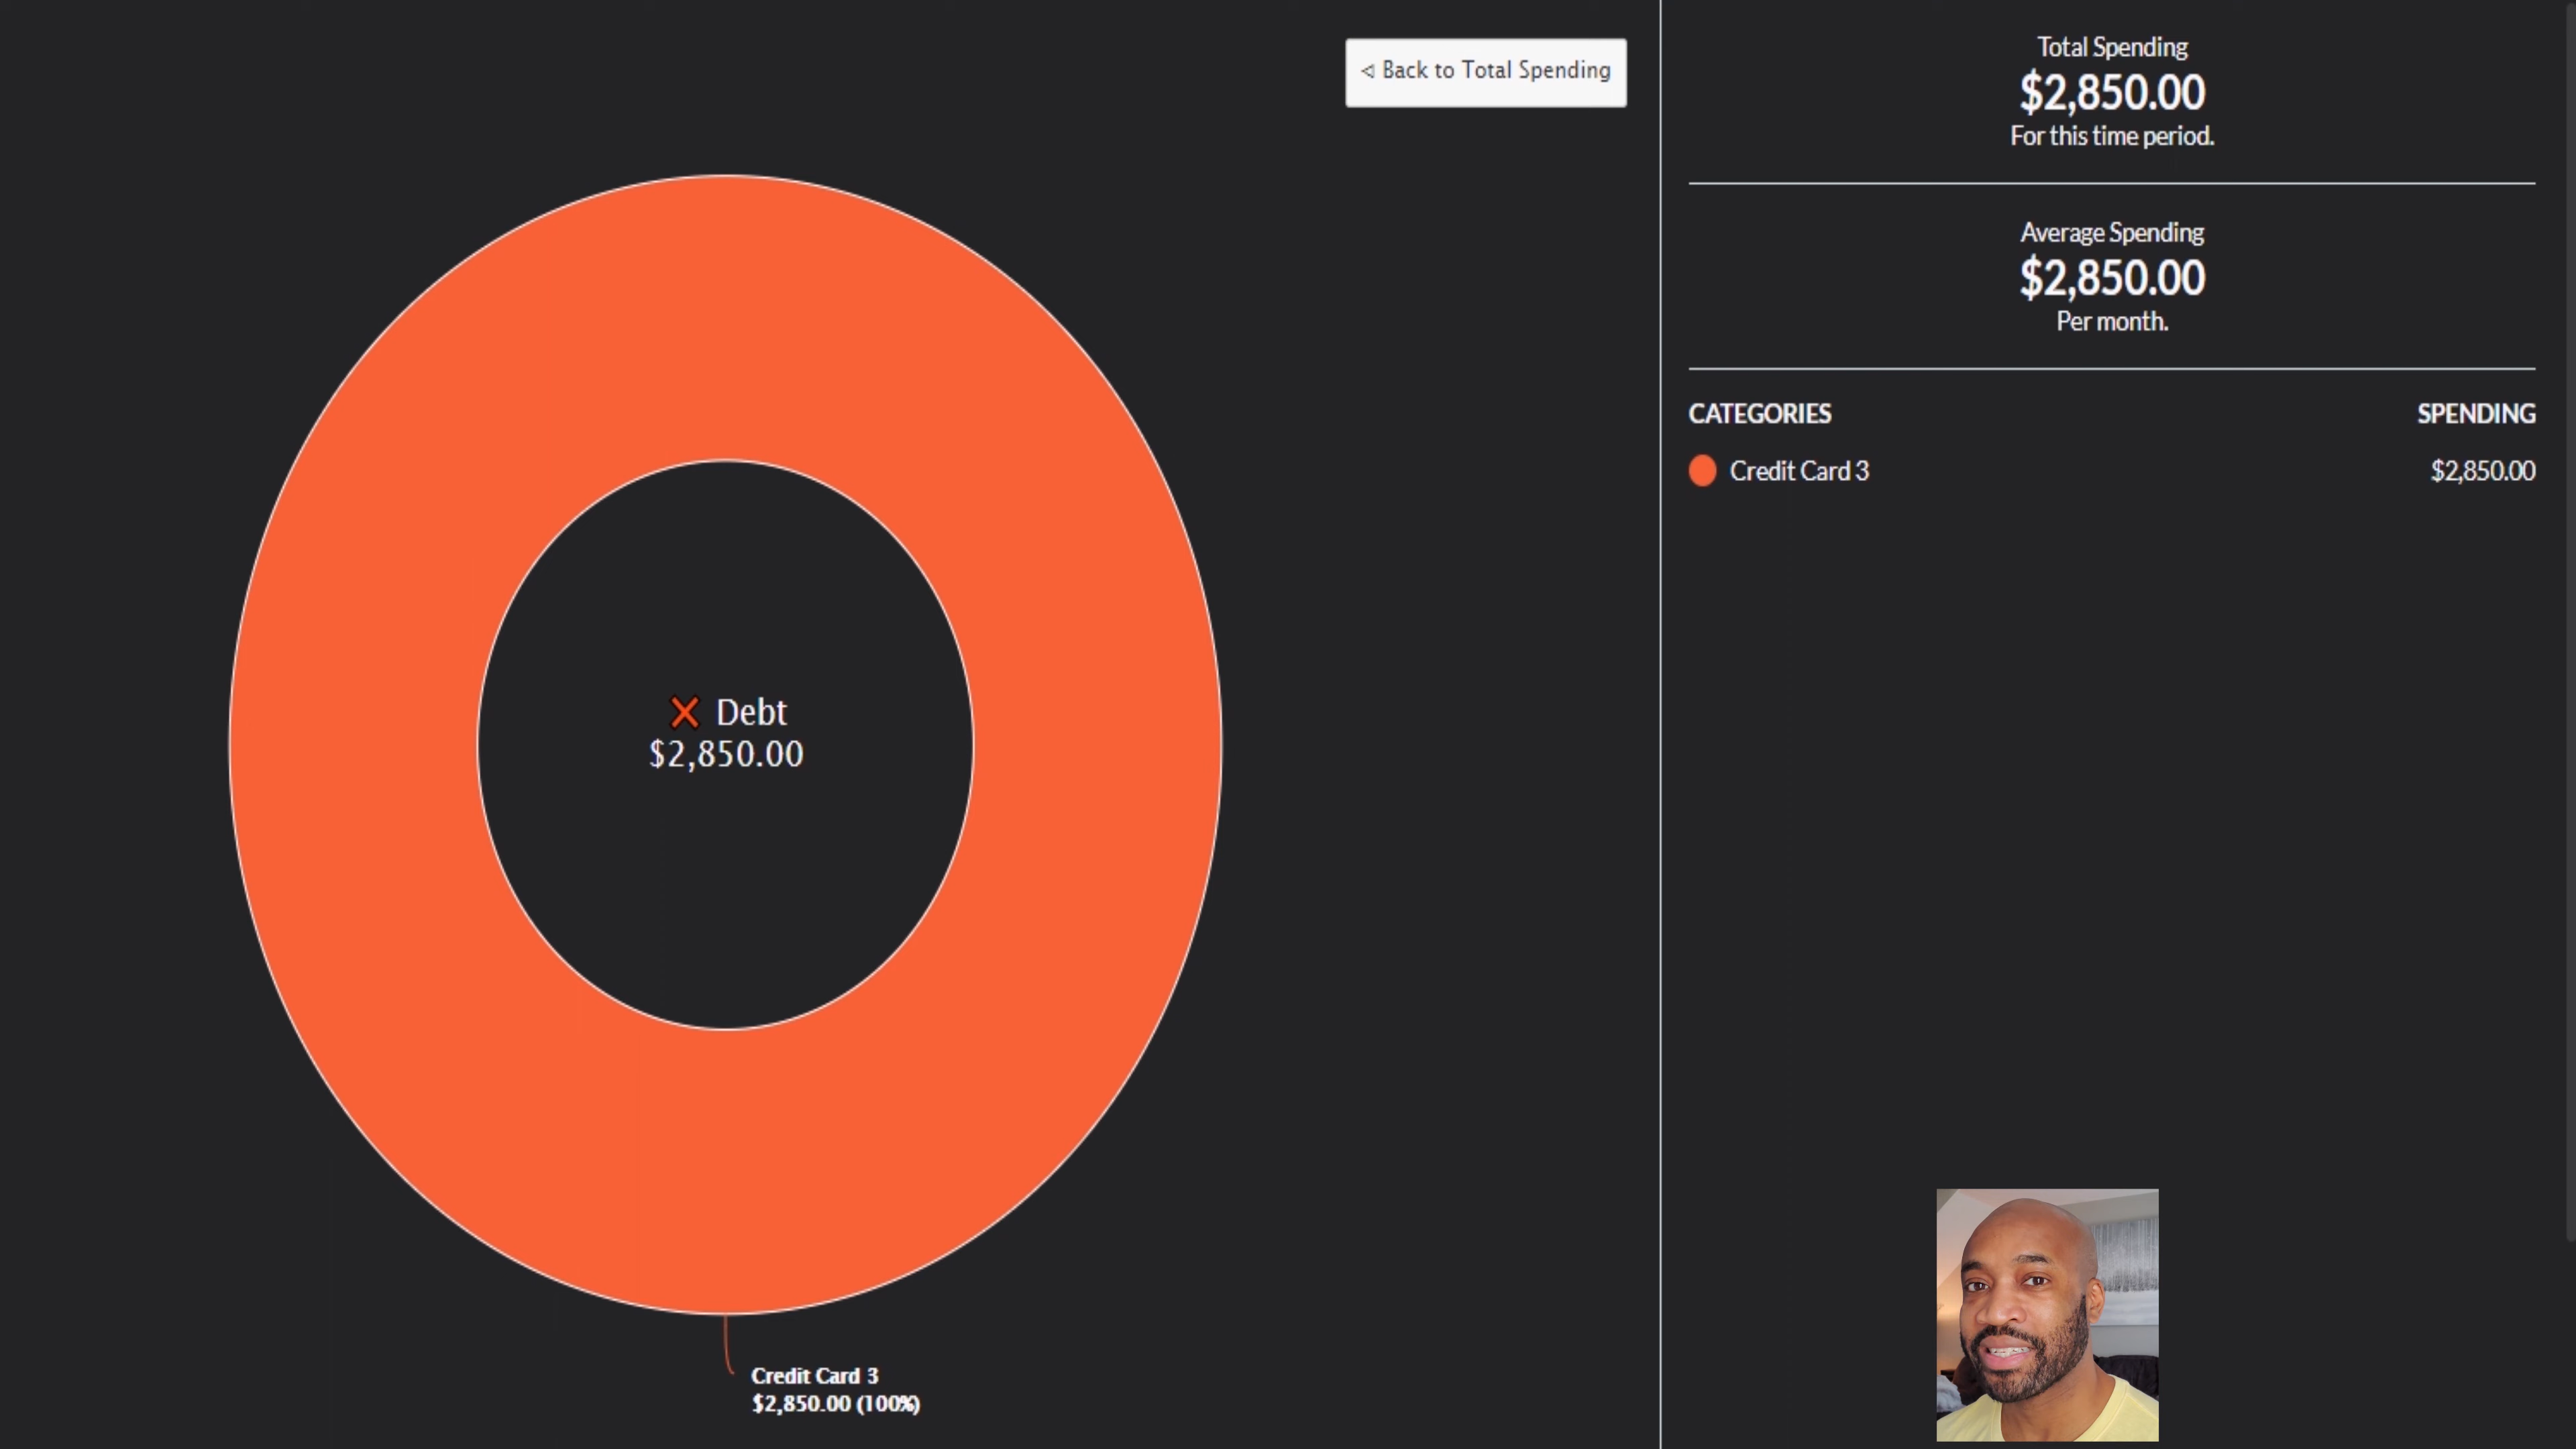 ◃ Back to Total Spending
❌ Debt
$2,850.00
Credit Card 3
$2,850.00 (100%)
Total Spending
$2,850.00
For this time period.
Average Spending
$2,850.00
Per month.
CATEGORIES SPENDING
Credit Card 3 $2,850.00